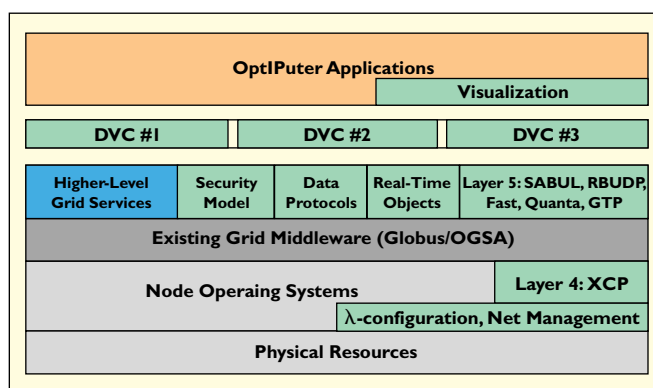 OptIPuter Applications
Visualization
DVC #1
DVC #2
DVC #3
Higher-Level
Grid Services
Security
Model
Data
Protocols
Real-Time
Objects
Layer 5: SABUL, RBUDP,
Fast, Quanta, GTP
Existing Grid Middleware (Globus/OGSA)
Node Operaing Systems
Layer 4: XCP
λ-configuration, Net Management
Physical Resources